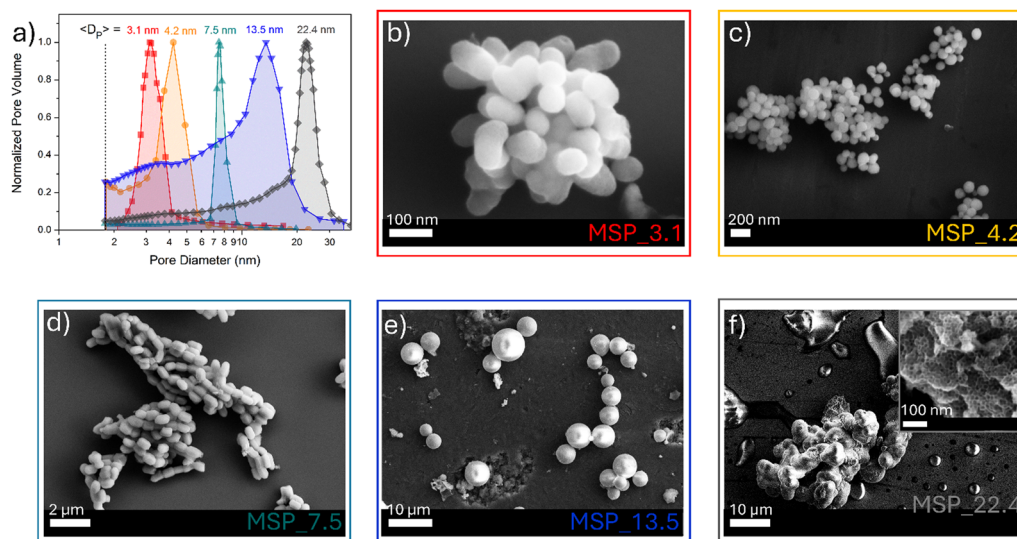 a)
<D_P> = 3.1 nm 4.2 nm 7.5 nm 13.5 nm 22.4 nm
Normalized Pore Volume
1.0
0.8
0.6
0.4
0.2
0.0
1 2 3 4 5 6 7 8 910 20 30
Pore Diameter (nm)
b)
100 nm
MSP_3.1
c)
200 nm
MSP_4.2
d)
2 µm
MSP_7.5
e)
10 µm
MSP_13.5
f)
100 nm
10 µm
MSP_22.4